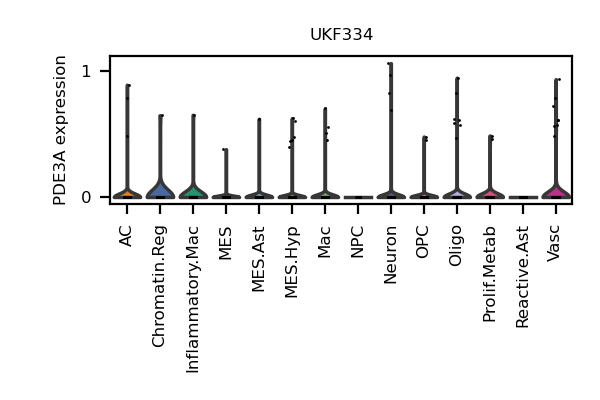 UKF334
PDE3A expression
1
0
AC
Chromatin.Reg
Inflammatory.Mac
MES
MES.Ast
MES.Hyp
Mac
NPC
Neuron
OPC
Oligo
Prolif.Metab
Reactive.Ast
Vasc